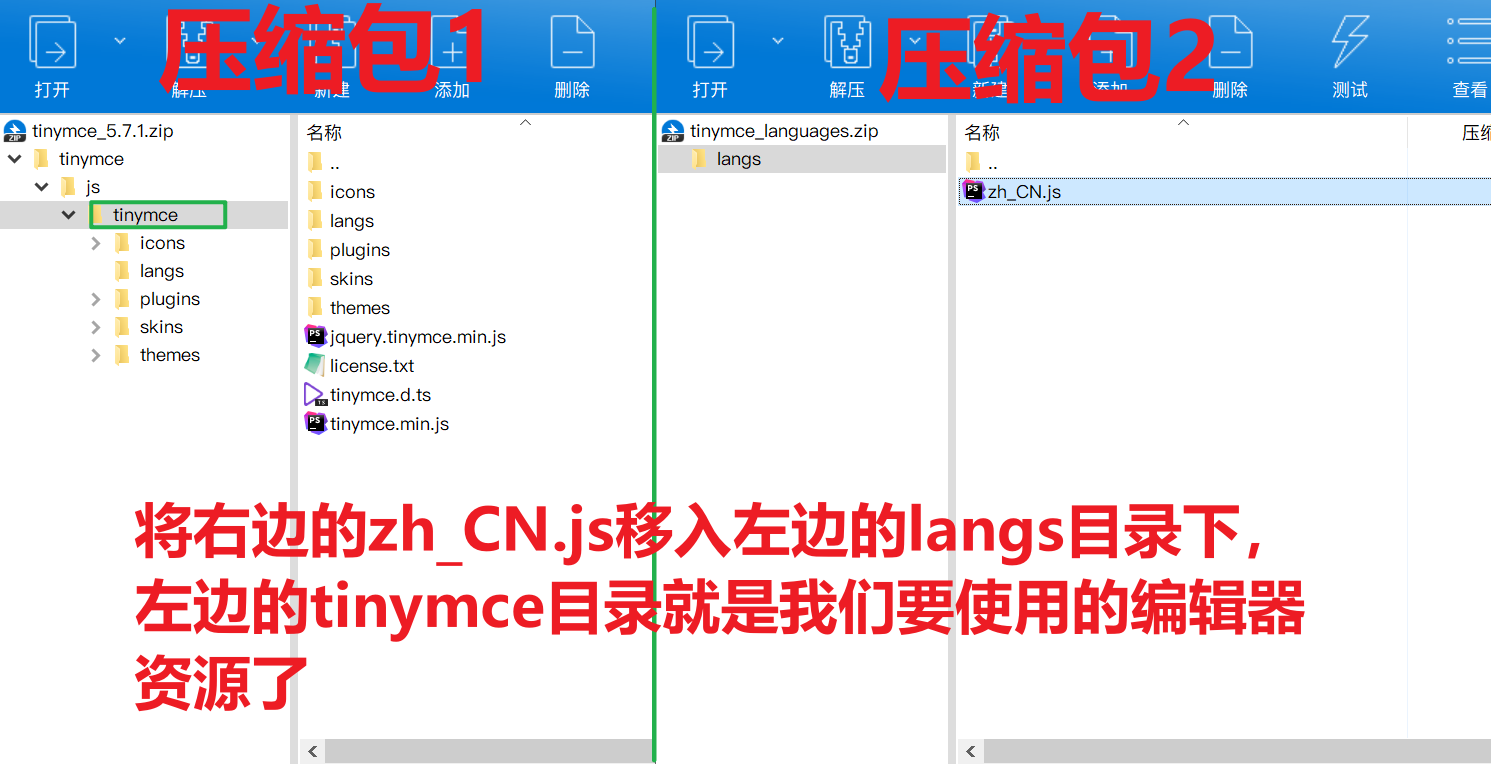 压缩包1
打开
解压
新建
添加
删除
tinymce_5.7.1.zip
tinymce
js
tinymce
icons
langs
plugins
skins
themes
名称
..
icons
langs
plugins
skins
themes
jquery.tinymce.min.js
license.txt
tinymce.d.ts
tinymce.min.js
压缩包2
打开
解压
新建
添加
删除
测试
查看
tinymce_languages.zip
langs
名称
压缩
..
zh_CN.js
将右边的zh_CN.js移入左边的langs目录下，
左边的tinymce目录就是我们要使用的编辑器
资源了